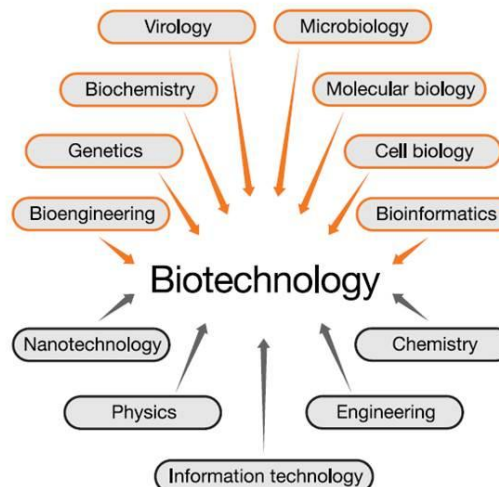 Virology
Microbiology
Biochemistry
Molecular biology
Genetics
Cell biology
Bioengineering
Bioinformatics
Biotechnology
Nanotechnology
Chemistry
Physics
Engineering
Information technology